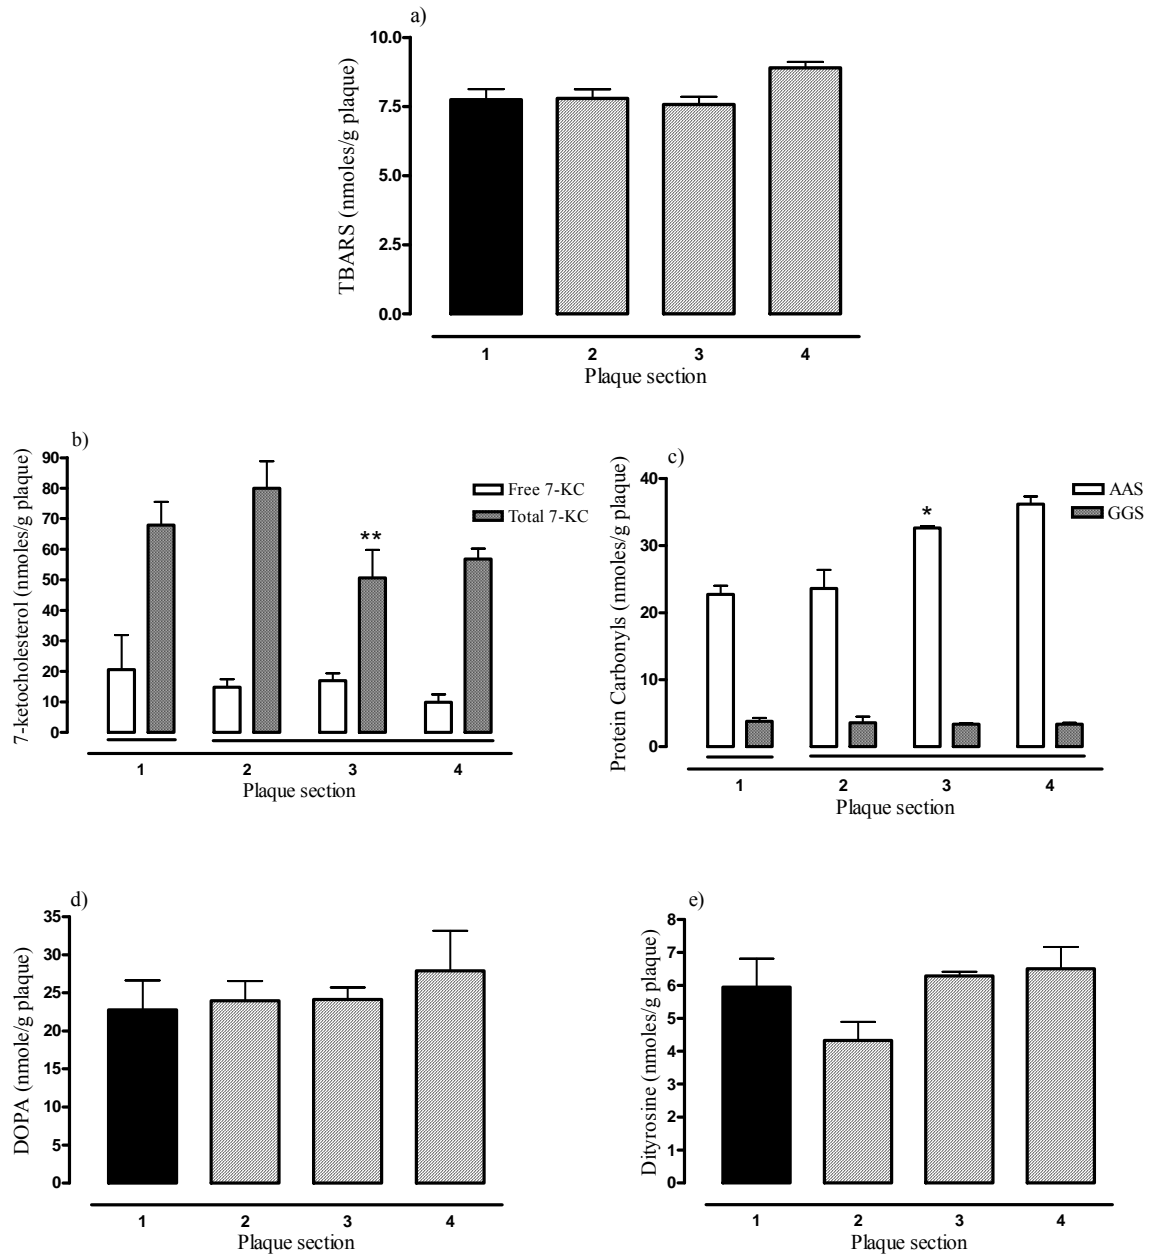 a)
TBARS (nmoles/g plaque)
10.0
7.5
5.0
2.5
0.0
1 2 3 4
Plaque section
b)
7-ketocholesterol (nmoles/g plaque)
90
80
70
60
50
40
30
20
10
0
**
Free 7-KC
Total 7-KC
1 2 3 4
Plaque section
c)
Protein Carbonyls (nmoles/g plaque)
40
30
20
10
0
*
AAS
GGS
1 2 3 4
Plaque section
d)
DOPA (nmole/g plaque)
35
30
25
20
15
10
5
0
1 2 3 4
Plaque section
e)
Dityrosine (nmoles/g plaque)
8
7
6
5
4
3
2
1
0
1 2 3 4
Plaque section